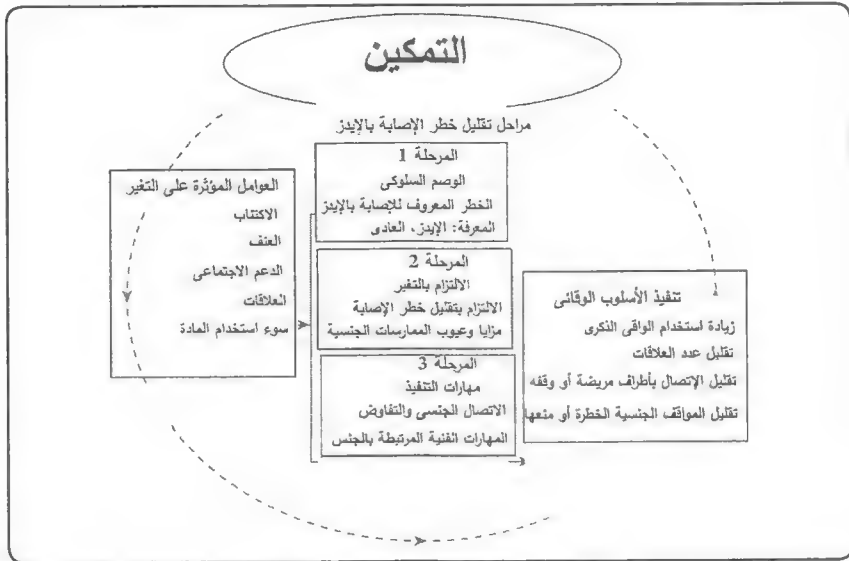 التمكين
مراحل تقليل خطر الإصابة بالإيدز
المرحلة 1
الوصم السلوكى
الخطر المعروف للإصابة بالإيدز
المعرفة: الإيدز، العادى
المرحلة 2
الالتزام بالتغير
الالتزام بتقليل خطر الإصابة
مزايا وعيوب الممارسات الجنسية
المرحلة 3
مهارات التنفيذ
الاتصال الجنسى والتفاوض
المهارات الفنية المرتبطة بالجنس
العوامل المؤثرة على التغير
الاكتئاب
العنف
الدعم الاجتماعى
العلاقات
سوء استخدام المادة
تنفيذ الأسلوب الوقائى
زيادة استخدام الواقى الذكرى
تقليل عدد العلاقات
تقليل الإتصال بأطراف مريضة أو وقفه
تقليل المواقف الجنسية الخطرة أو منعها